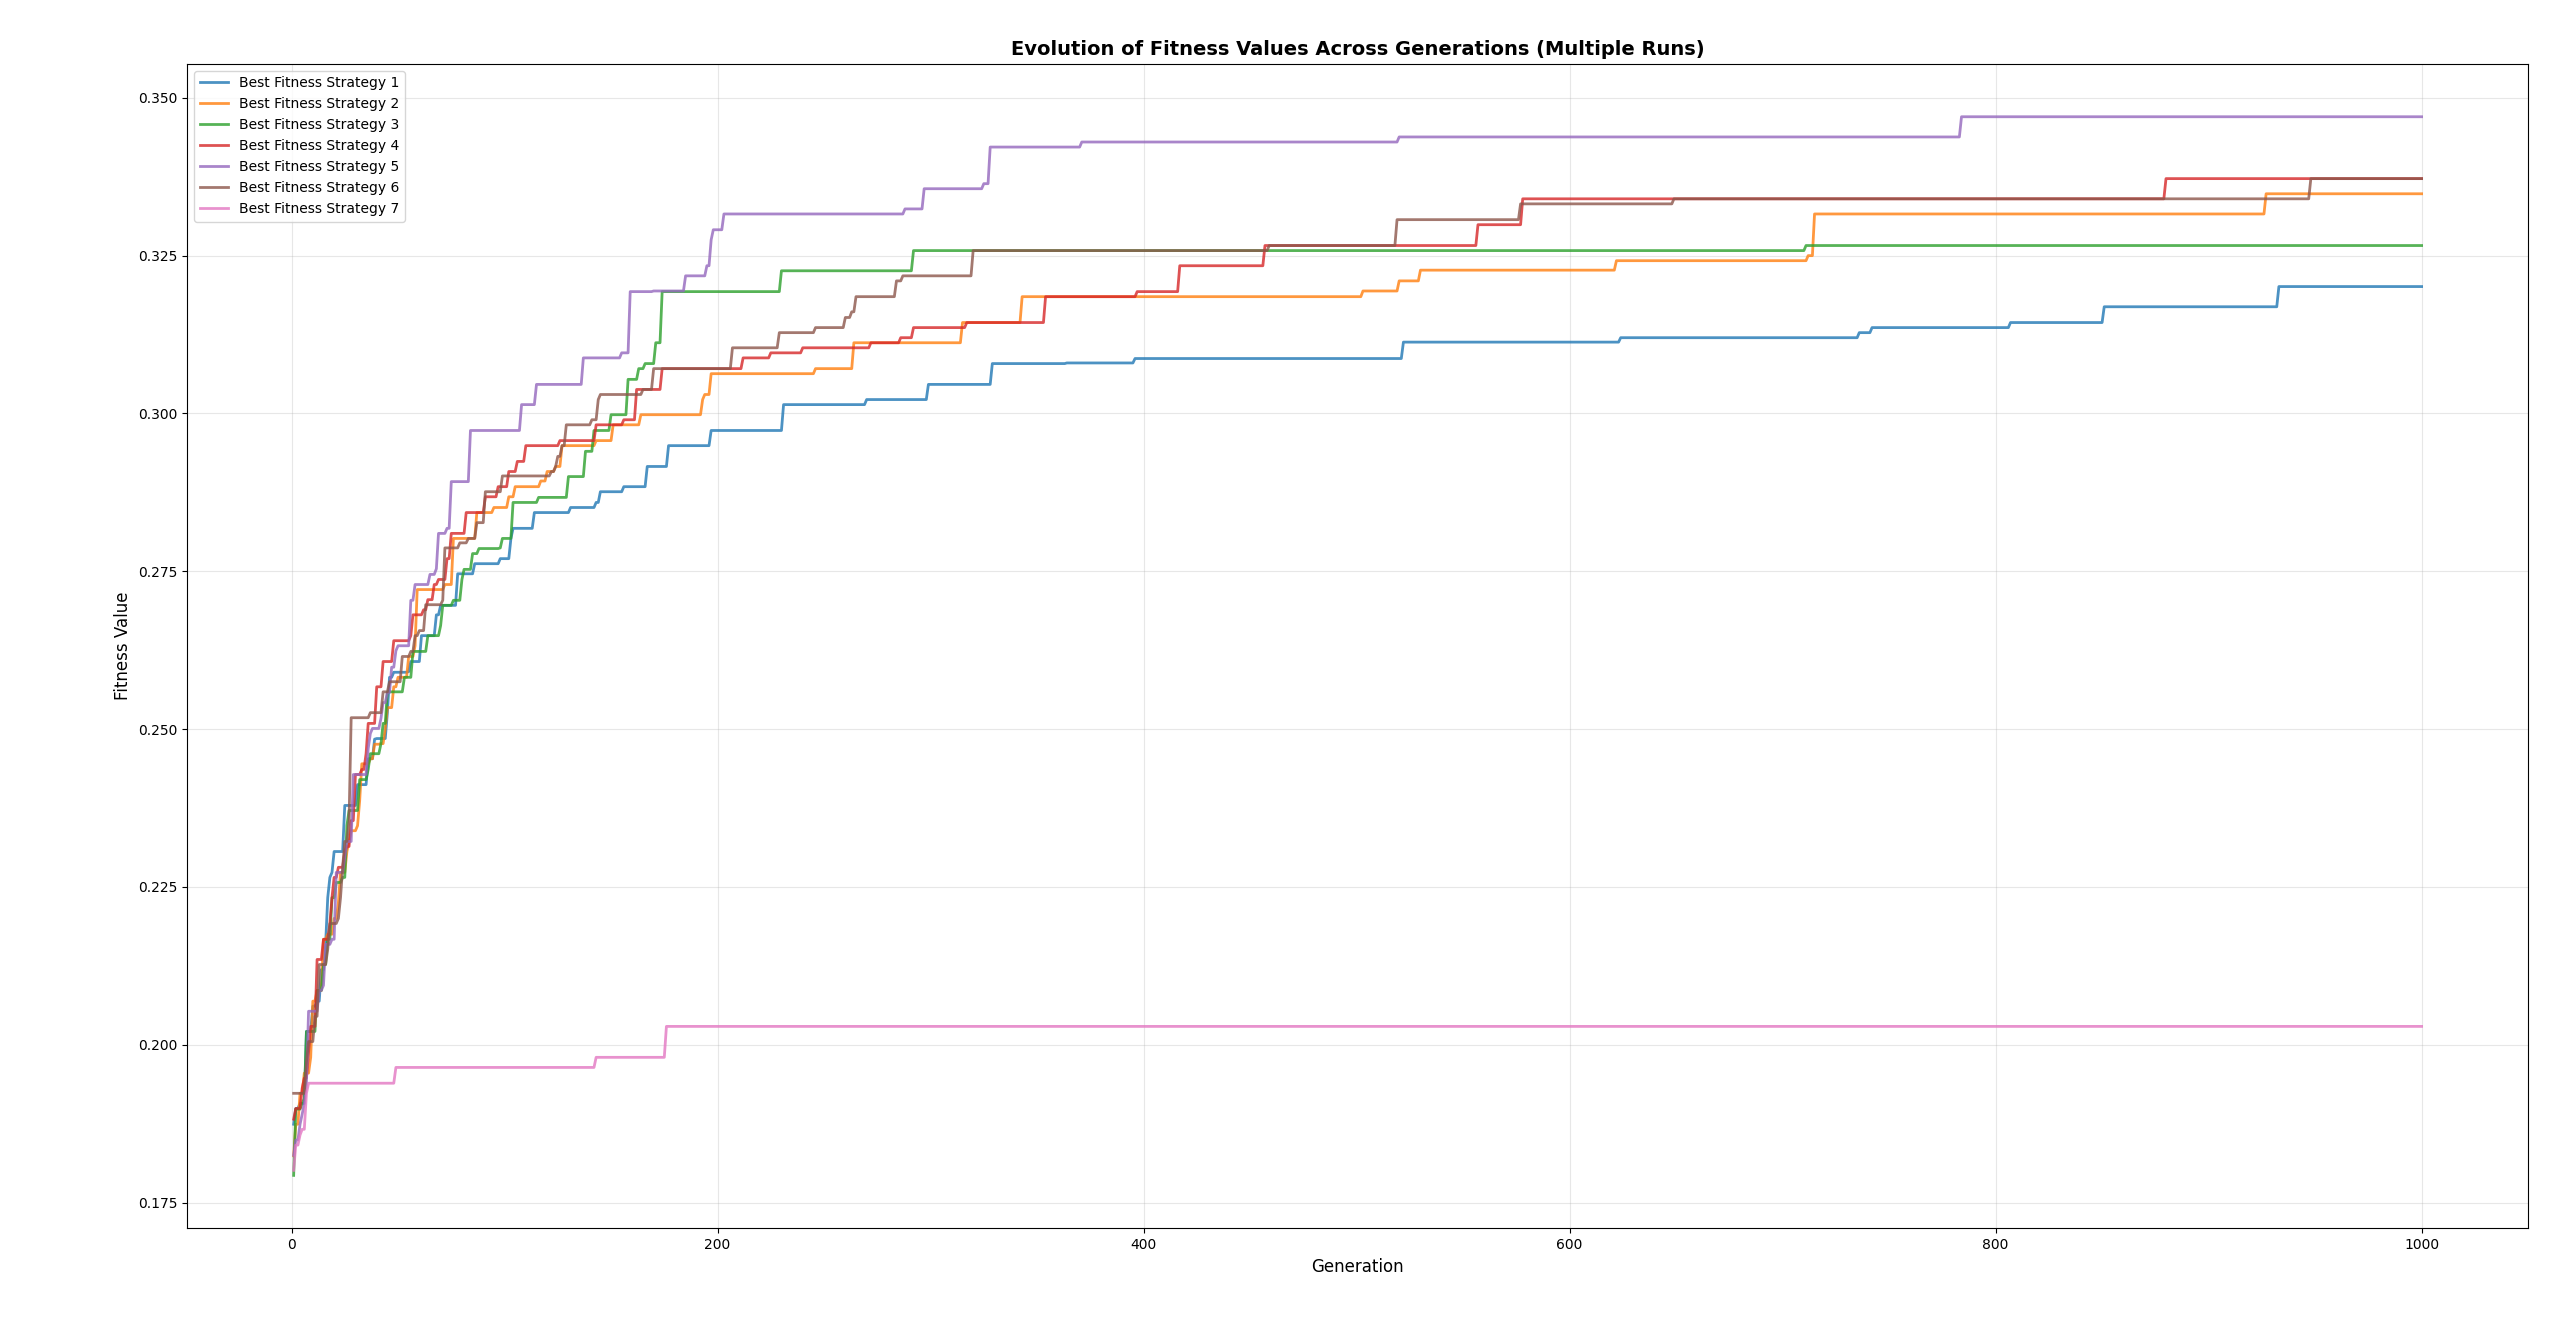 Evolution of Fitness Values Across Generations (Multiple Runs)
Best Fitness Strategy 1
Best Fitness Strategy 2
Best Fitness Strategy 3
Best Fitness Strategy 4
Best Fitness Strategy 5
Best Fitness Strategy 6
Best Fitness Strategy 7
Fitness Value
0.350
0.325
0.300
0.275
0.250
0.225
0.200
0.175
0
200
400
600
800
1000
Generation